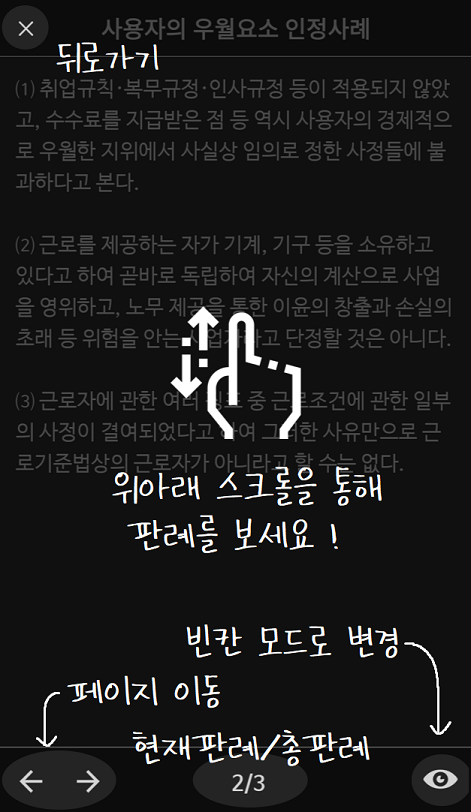 사용자의 우월요소 인정사례
뒤로가기
(1) 취업규칙·복무규정·인사규정 등이 적용되지 않았
고, 수수료를 지급받은 점 등 역시 사용자의 경제적으
로 우월한 지위에서 사실상 임의로 정한 사정들에 불
과하다고 본다.
(2) 근로를 제공하는 자가 기계, 기구 등을 소유하고
있다고 하여 곧바로 독립하여 자신의 계산으로 사업
을 영위하고, 노무 제공을 통한 이윤의 창출과 손실의
초래 등 위험을 안는 사업자라고 단정할 것은 아니다.
(3) 근로자에 관한 여러 징표 중 근로조건에 관한 일부
의 사정이 결여되었다고 하여 그러한 사유만으로 근
로기준법상의 근로자가 아니라고 할 수는 없다.
위아래 스크롤을 통해
판례를 보세요 !
빈칸 모드로 변경
페이지 이동
현재판례/총판례
2/3